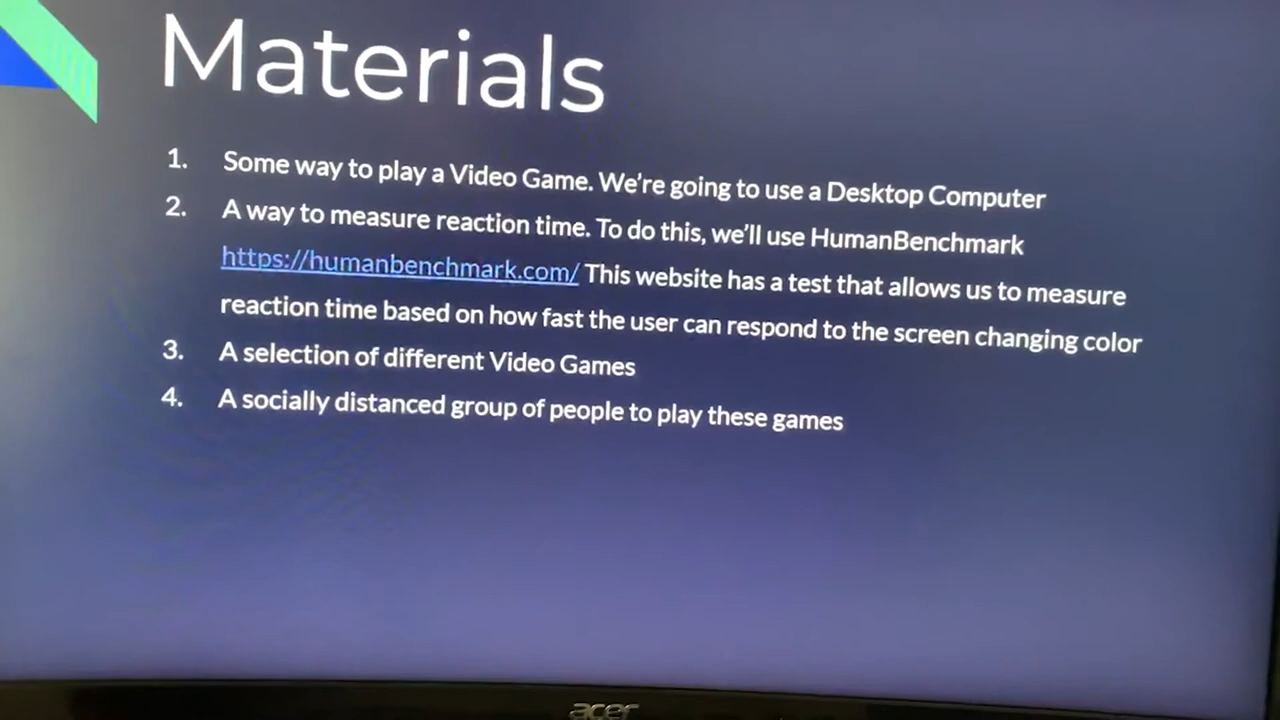 Materials
1. Some way to play a Video Game. We're going to use a Desktop Computer
2. A way to measure reaction time. To do this, we'll use HumanBenchmark
https://humanbenchmark.com/ This website has a test that allows us to measure
reaction time based on how fast the user can respond to the screen changing color
3. A selection of different Video Games
4. A socially distanced group of people to play these games
acer